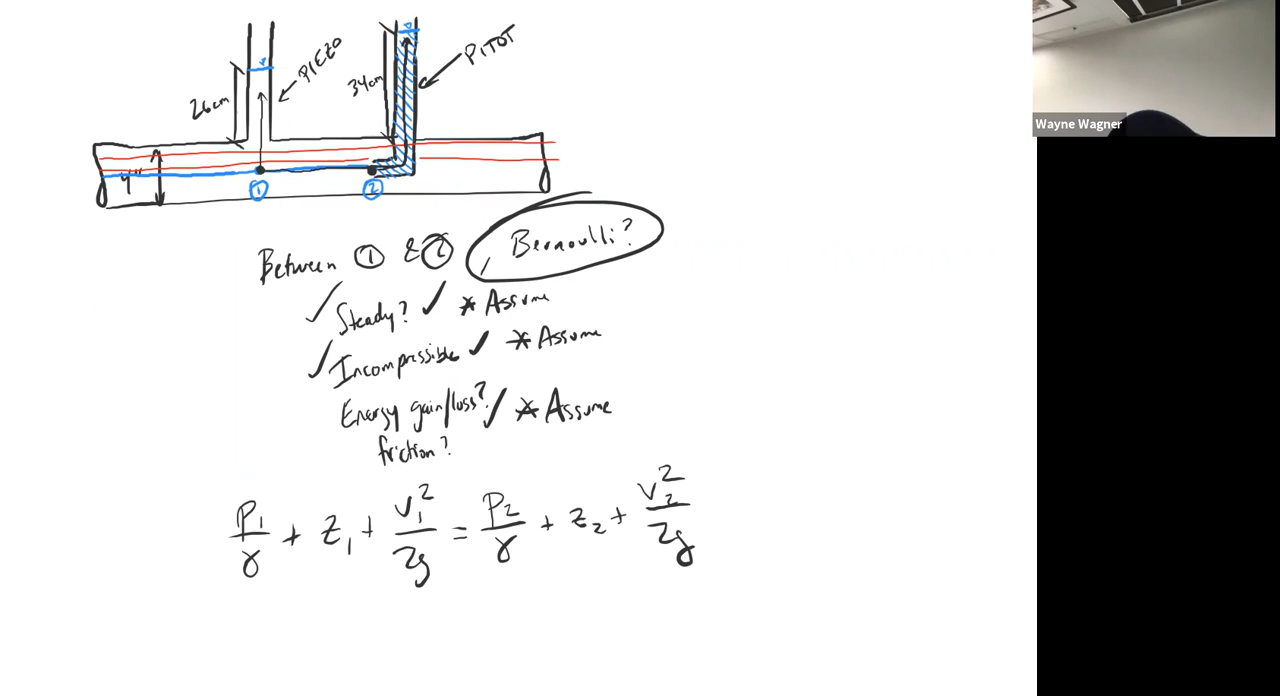 PIEZO
26cm
34cm
PITOT
4"
① ②
Between ① & ② , Bernoulli?
✓ Steady? ✓ * Assume
✓ Incompressible ✓ * Assume
Energy gain/loss? ✓ * Assume
friction?
P₁/γ + z₁ + v₁²/2g = P₂/γ + z₂ + v₂²/2g
Wayne Wagner